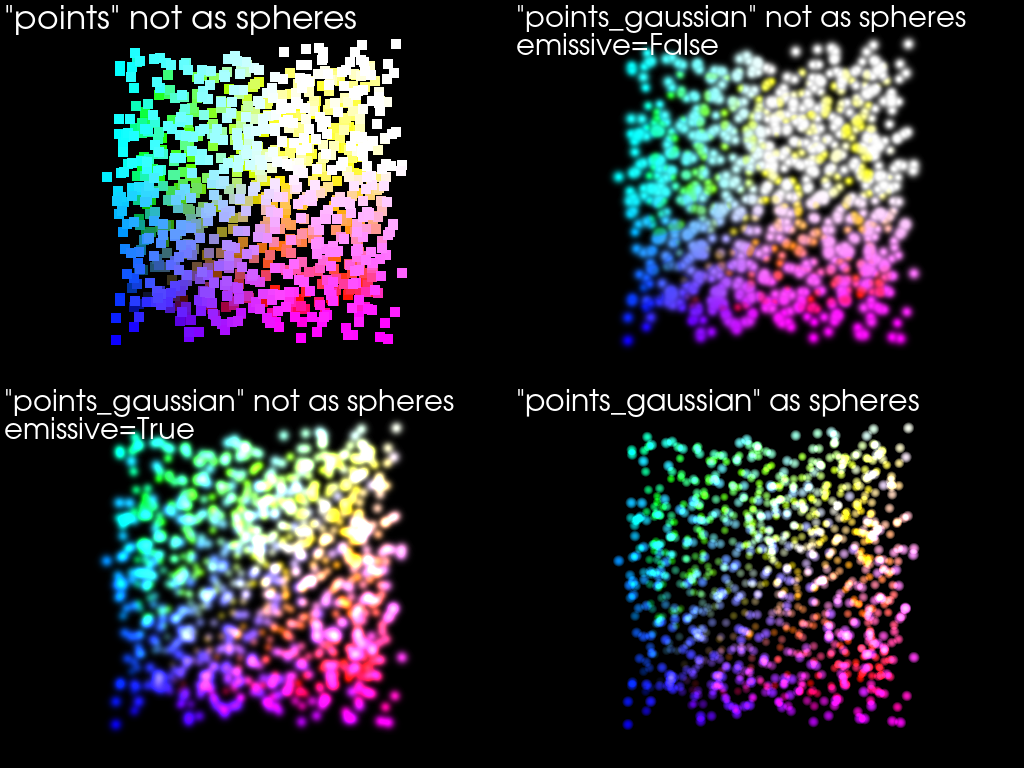 "points" not as spheres
"points_gaussian" not as spheres
emissive=False
"points_gaussian" not as spheres
emissive=True
"points_gaussian" as spheres